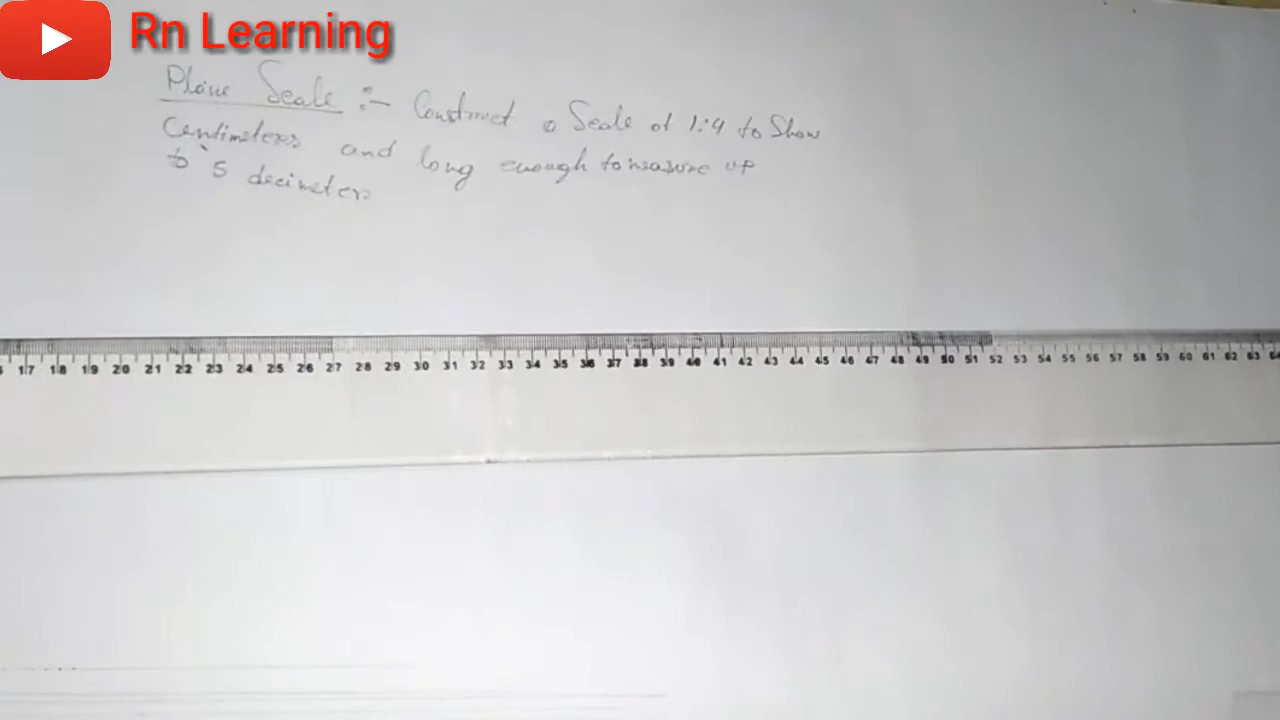 Rn Learning
Plane Scale :- Construct a Scale of 1:4 to Show
Centimeters and long enough to measure up
to 5 decimeter
17 18 19 20 21 22 23 24 25 26 27 28 29 30 31 32 33 34 35 36 37 38 39 40 41 42 43 44 45 46 47 48 49 50 51 52 53 54 55 56 57 58 59 60 61 62 63 64